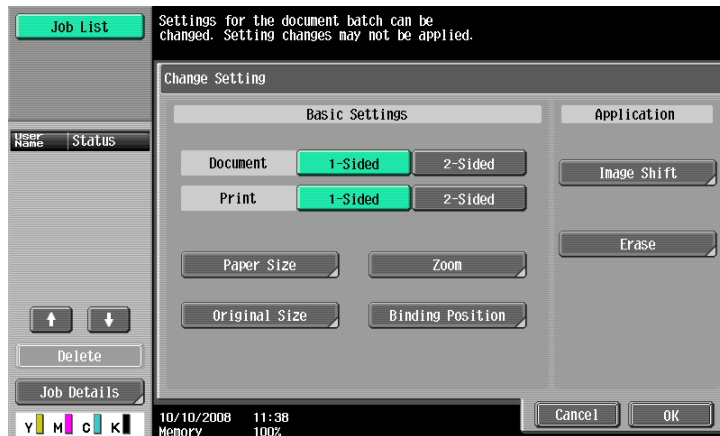 Job List
Settings for the document batch can be
changed. Setting changes may not be applied.
Change Setting
Basic Settings
Application
User Name Status
Document 1-Sided 2-Sided
Image Shift
Print 1-Sided 2-Sided
Erase
Paper Size Zoom
Original Size Binding Position
Delete
Job Details
Y M C K
10/10/2008 11:38
Memory 100%
Cancel OK